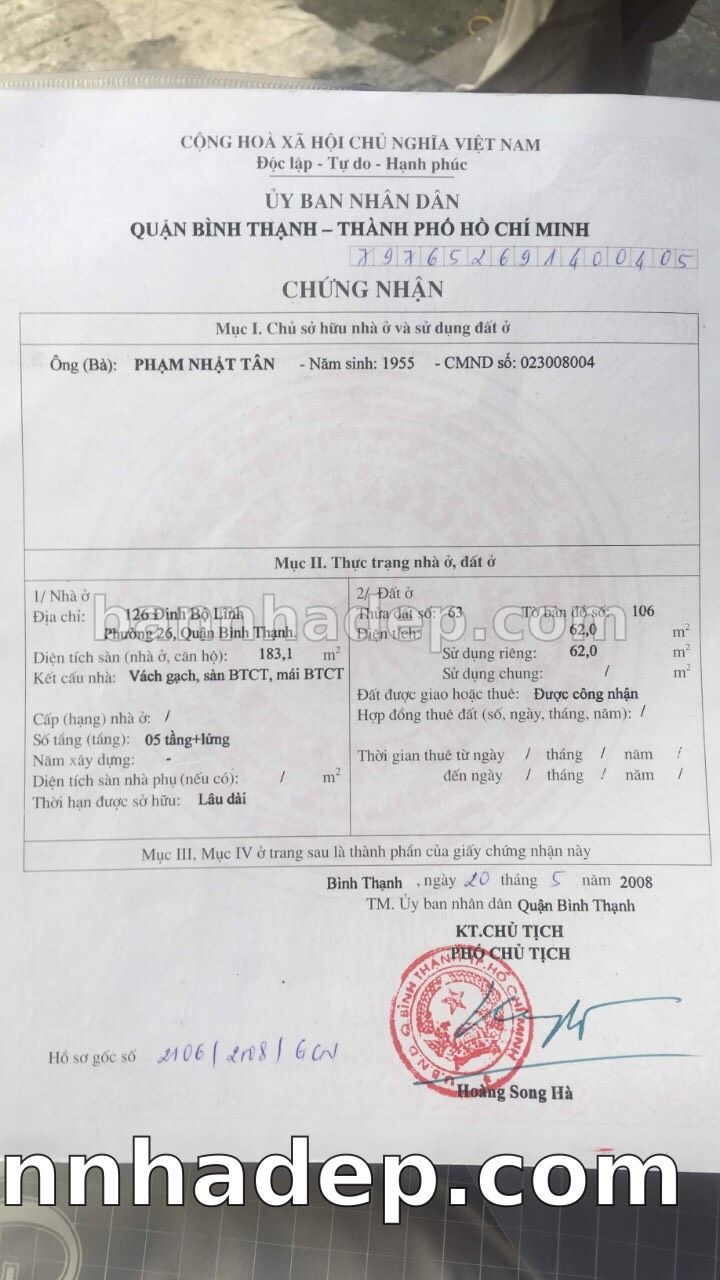 CỘNG HOÀ XÃ HỘI CHỦ NGHĨA VIỆT NAM
Độc lập - Tự do - Hạnh phúc
ỦY BAN NHÂN DÂN
QUẬN BÌNH THẠNH – THÀNH PHỐ HỒ CHÍ MINH
797652691400405
CHỨNG NHẬN
Mục I. Chủ sở hữu nhà ở và sử dụng đất ở
Ông (Bà): PHẠM NHẬT TÂN - Năm sinh: 1955 - CMND số: 023008004
Mục II. Thực trạng nhà ở, đất ở
1/ Nhà ở
Địa chỉ: 126 Đinh Bộ Lĩnh
Phường 26, Quận Bình Thạnh.
Diện tích sàn (nhà ở, căn hộ): 183,1 m²
Kết cấu nhà: Vách gạch, sàn BTCT, mái BTCT
Cấp (hạng) nhà ở: /
Số tầng (tầng): 05 tầng+lửng
Năm xây dựng: -
Diện tích sàn nhà phụ (nếu có): / m²
Thời hạn được sở hữu: Lâu dài
2/ Đất ở
Thửa đất số: 63 Tờ bản đồ số: 106
Diện tích: 62,0 m²
Sử dụng riêng: 62,0 m²
Sử dụng chung: / m²
Đất được giao hoặc thuê: Được công nhận
Hợp đồng thuê đất (số, ngày, tháng, năm): /
Thời gian thuê từ ngày / tháng / năm /
đến ngày / tháng / năm /
bannhadep.com
Mục III, Mục IV ở trang sau là thành phần của giấy chứng nhận này
Bình Thạnh , ngày 20 tháng 5 năm 2008
TM. Ủy ban nhân dân Quận Bình Thạnh
KT.CHỦ TỊCH
PHÓ CHỦ TỊCH
U.B.N.D Q.BÌNH THẠNH T.P.HỒ CHÍ MINH
Hồ sơ gốc số 2106/2008/GCN
Hoàng Song Hà
nnhadep.com